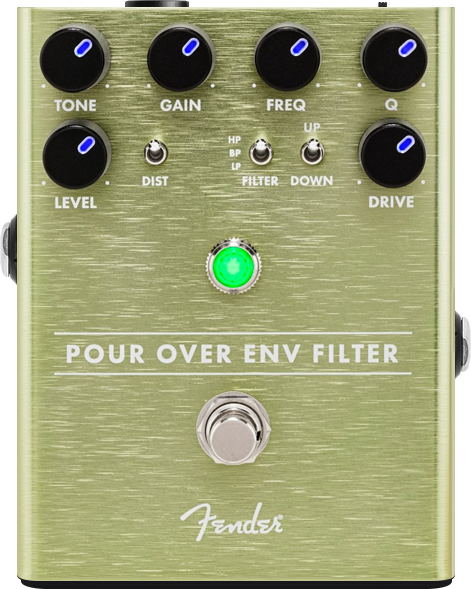 TONE GAIN FREQ Q
UP
HP
BP
LP
DIST FILTER DOWN
LEVEL DRIVE
POUR OVER ENV FILTER
Fender